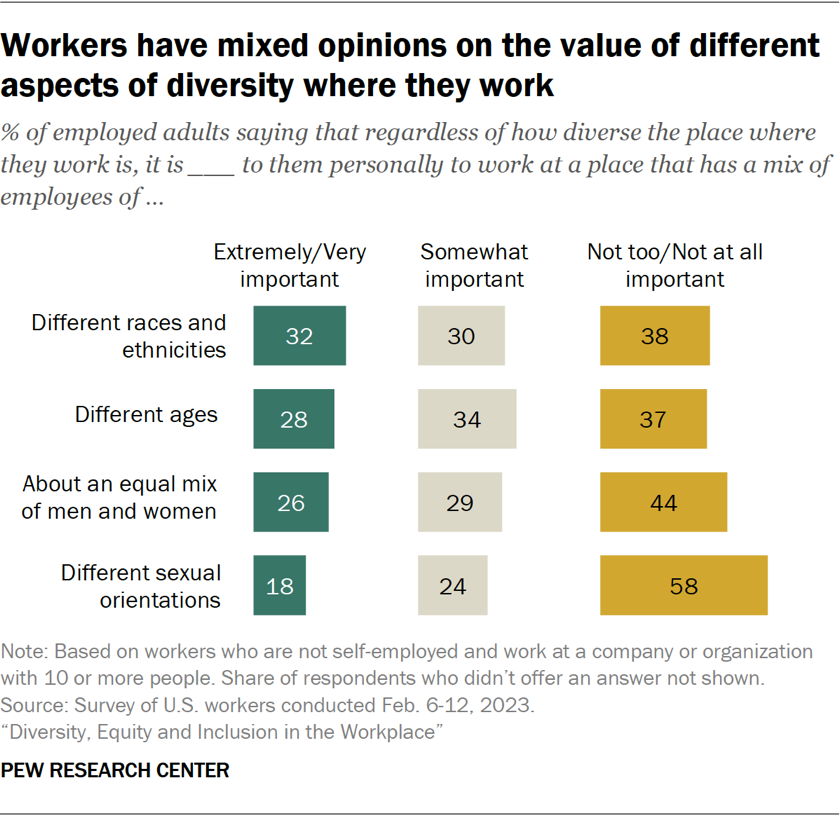 Workers have mixed opinions on the value of different
aspects of diversity where they work
% of employed adults saying that regardless of how diverse the place where
they work is, it is ___ to them personally to work at a place that has a mix of
employees of ...
Extremely/Very
important
Somewhat
important
Not too/Not at all
important
Different races and
ethnicities
32
30
38
Different ages
28
34
37
About an equal mix
of men and women
26
29
44
Different sexual
orientations
18
24
58
Note: Based on workers who are not self-employed and work at a company or organization
with 10 or more people. Share of respondents who didn’t offer an answer not shown.
Source: Survey of U.S. workers conducted Feb. 6-12, 2023.
“Diversity, Equity and Inclusion in the Workplace”
PEW RESEARCH CENTER